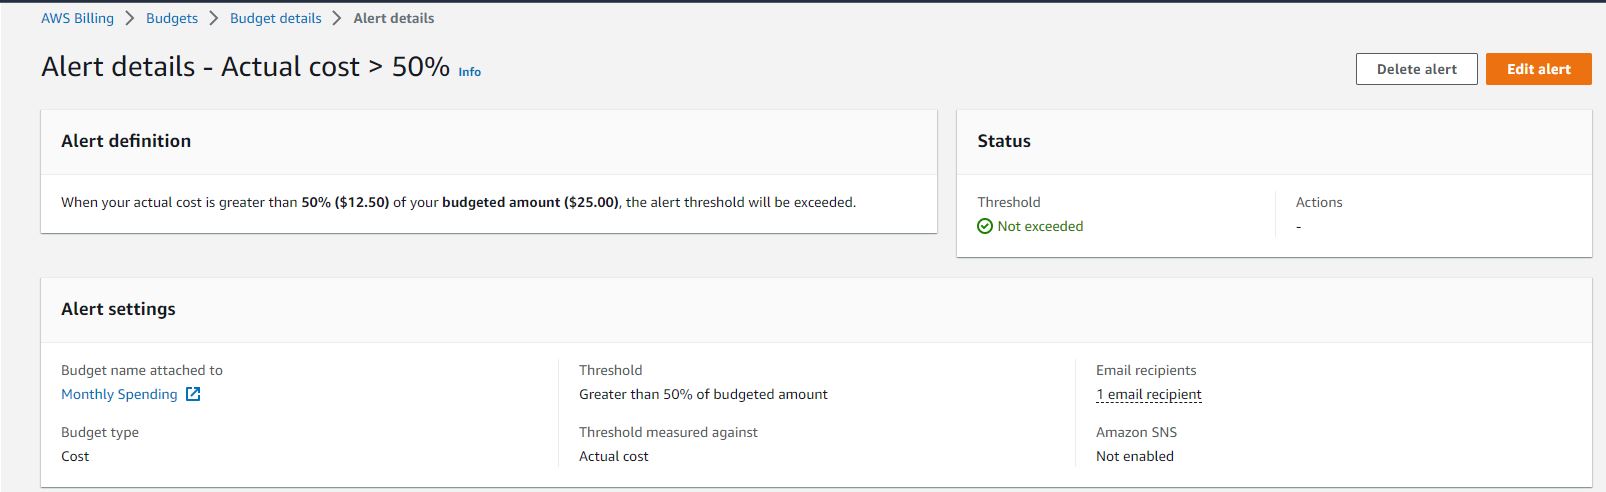 AWS Billing > Budgets > Budget details > Alert details
Alert details - Actual cost > 50% Info
Delete alert
Edit alert
Alert definition
When your actual cost is greater than 50% ($12.50) of your budgeted amount ($25.00), the alert threshold will be exceeded.
Status
Threshold
Not exceeded
Actions
-
Alert settings
Budget name attached to
Monthly Spending
Budget type
Cost
Threshold
Greater than 50% of budgeted amount
Threshold measured against
Actual cost
Email recipients
1 email recipient
Amazon SNS
Not enabled